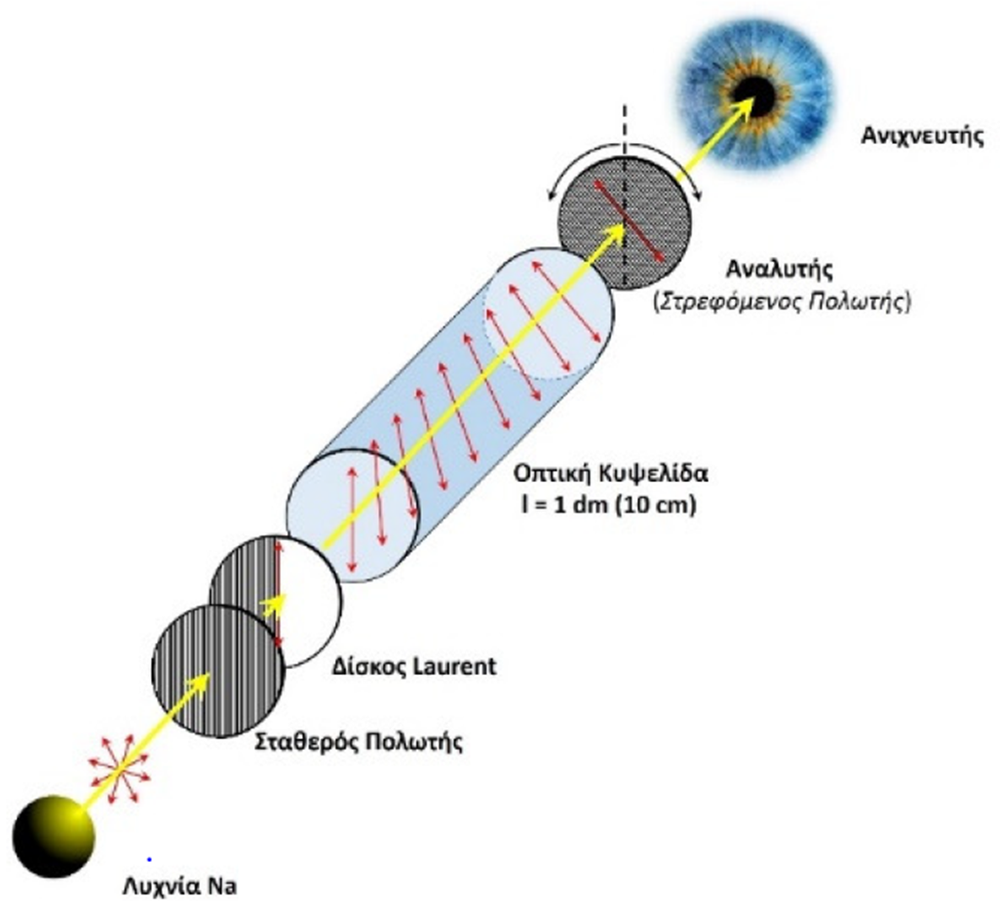 Ανιχνευτής
Αναλυτής
(Στρεφόμενος Πολωτής)
Οπτική Κυψελίδα
l = 1 dm (10 cm)
Δίσκος Laurent
Σταθερός Πολωτής
Λυχνία Na